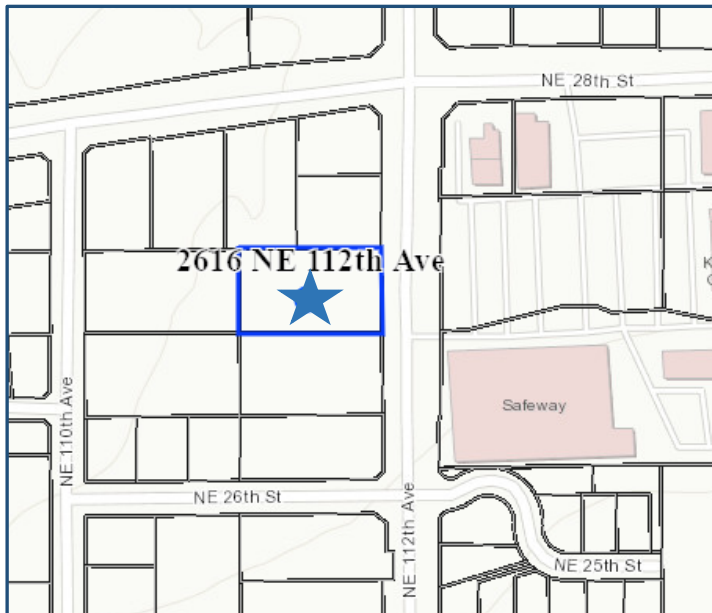 NE 28th St
2616 NE 112th Ave
Safeway
NE 110th Ave
NE 26th St
NE 112th Ave
NE 25th St